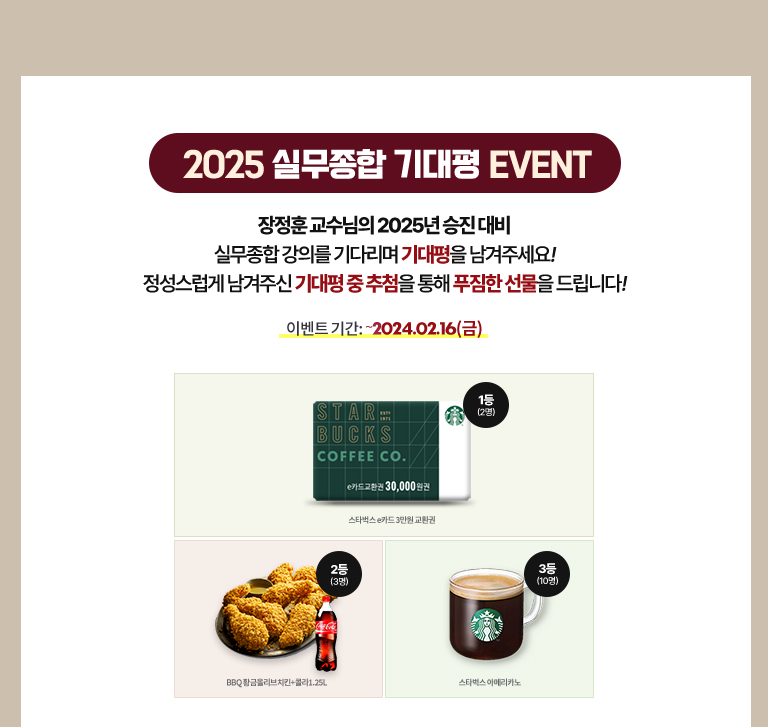 2025 실무종합 기대평 EVENT
장정훈 교수님의 2025년 승진 대비
실무종합 강의를 기다리며 기대평을 남겨주세요!
정성스럽게 남겨주신 기대평 중 추첨을 통해 푸짐한 선물을 드립니다!
이벤트 기간: ~2024.02.16(금)
1등
(2명)
STAR
BUCKS
COFFEE CO.
e카드교환권 30,000원권
스타벅스 e카드 3만원 교환권
2등
(3명)
Coca-Cola
BBQ 황금올리브치킨+콜라1.25L
3등
(10명)
스타벅스 아메리카노